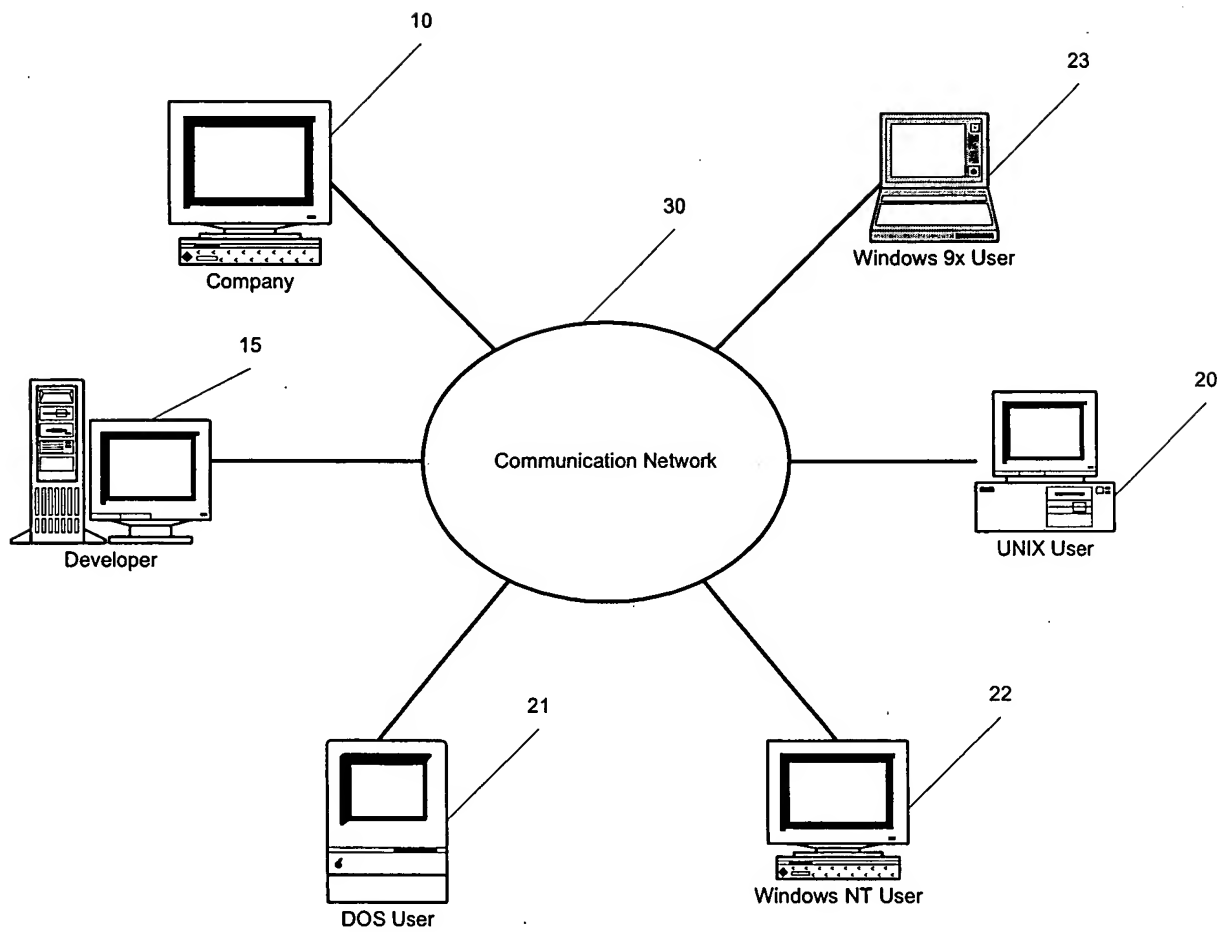 10
23
30
Windows 9x User
Company
15
20
Communication Network
Developer
UNIX User
21
22
Windows NT User
DOS User